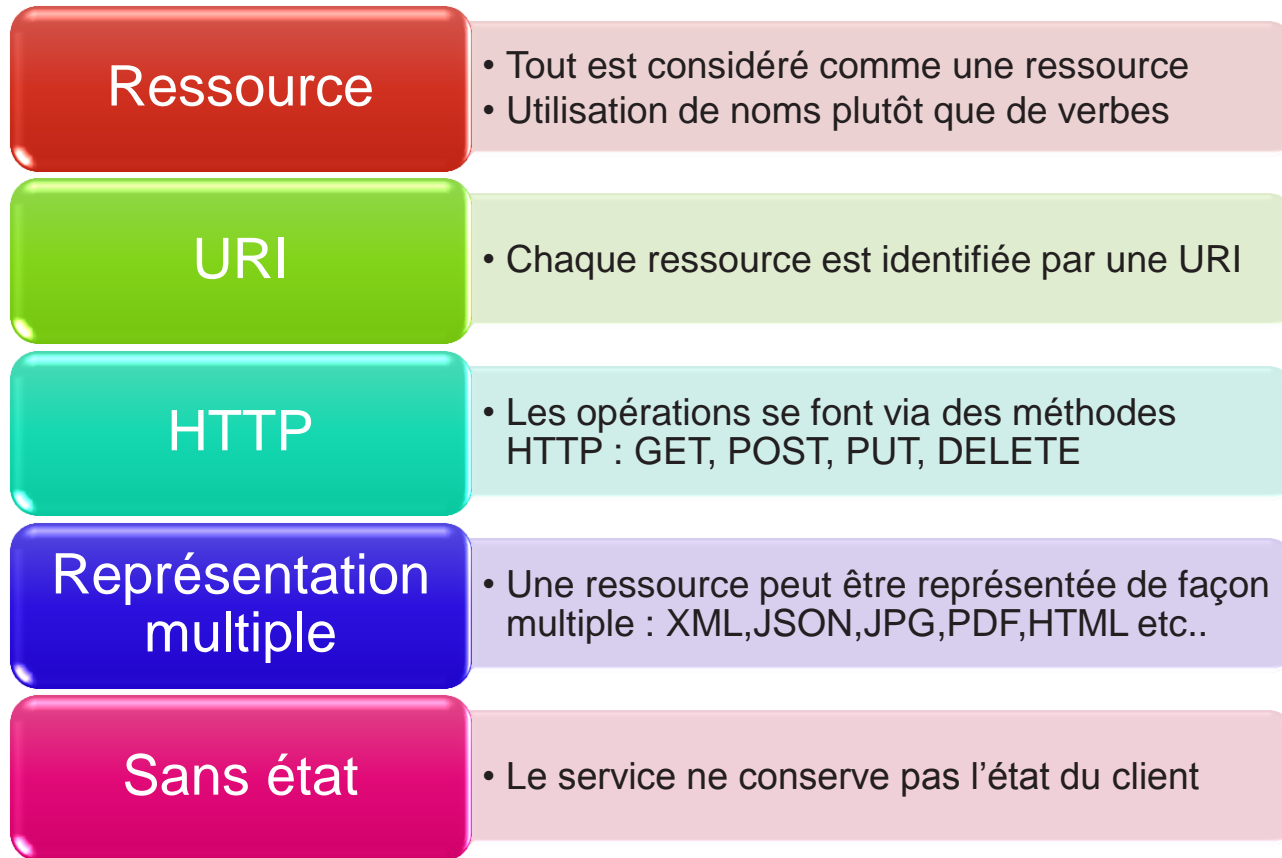 Ressource
• Tout est considéré comme une ressource
• Utilisation de noms plutôt que de verbes
URI
• Chaque ressource est identifiée par une URI
HTTP
• Les opérations se font via des méthodes
HTTP : GET, POST, PUT, DELETE
Représentation
multiple
• Une ressource peut être représentée de façon
multiple : XML,JSON,JPG,PDF,HTML etc..
Sans état
• Le service ne conserve pas l’état du client